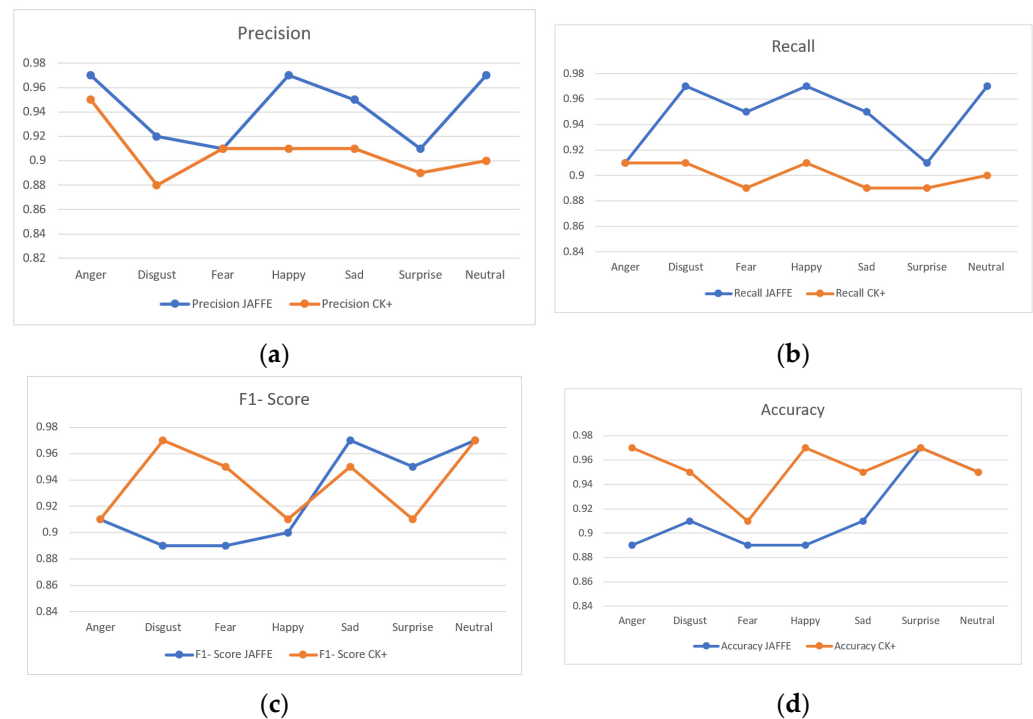 Precision
0.98
0.96
0.94
0.92
0.9
0.88
0.86
0.84
0.82
Anger Disgust Fear Happy Sad Surprise Neutral
Precision JAFFE Precision CK+
(a)
Recall
0.98
0.96
0.94
0.92
0.9
0.88
0.86
0.84
Anger Disgust Fear Happy Sad Surprise Neutral
Recall JAFFE Recall CK+
(b)
F1- Score
0.98
0.96
0.94
0.92
0.9
0.88
0.86
0.84
Anger Disgust Fear Happy Sad Surprise Neutral
F1- Score JAFFE F1- Score CK+
(c)
Accuracy
0.98
0.96
0.94
0.92
0.9
0.88
0.86
0.84
Anger Disgust Fear Happy Sad Surprise Neutral
Accuracy JAFFE Accuracy CK+
(d)